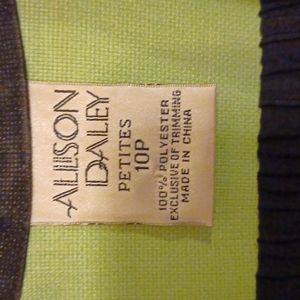 ALLISON
DALEY
PETITES
10P
100% POLYESTER
EXCLUSIVE OF TRIMMING
MADE IN CHINA